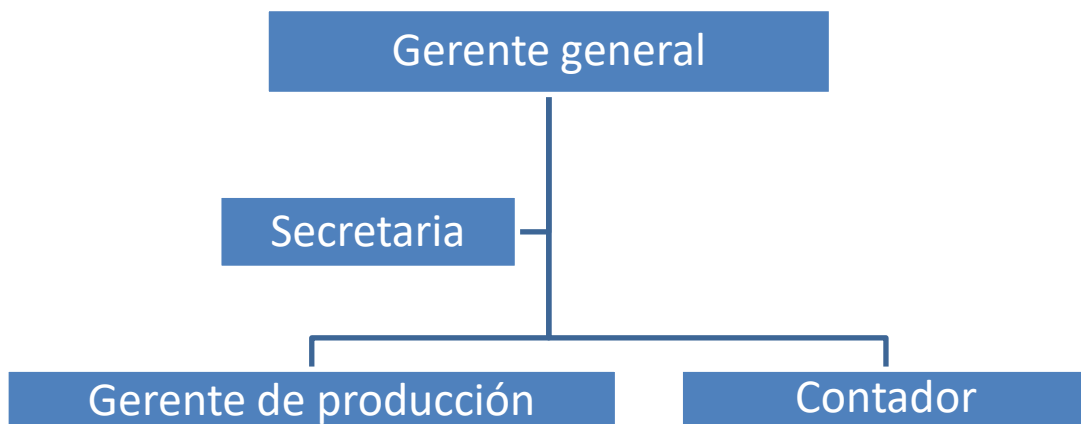 Gerente general
Secretaria
Gerente de producción
Contador